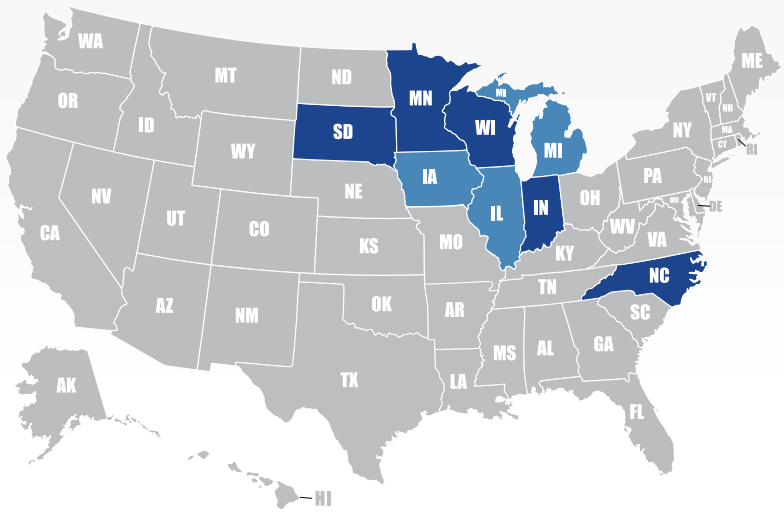 WA
MT
ND
MN
ME
OR
ID
SD
WI
MI
MI
VT
NH
WY
NY
MA
CT
RI
IA
NE
PA
NJ
NV
UT
CO
IL
IN
OH
MD
DE
CA
KS
MO
WV
VA
KY
AZ
NM
OK
AR
TN
NC
SC
MS
AL
GA
TX
LA
AK
FL
HI